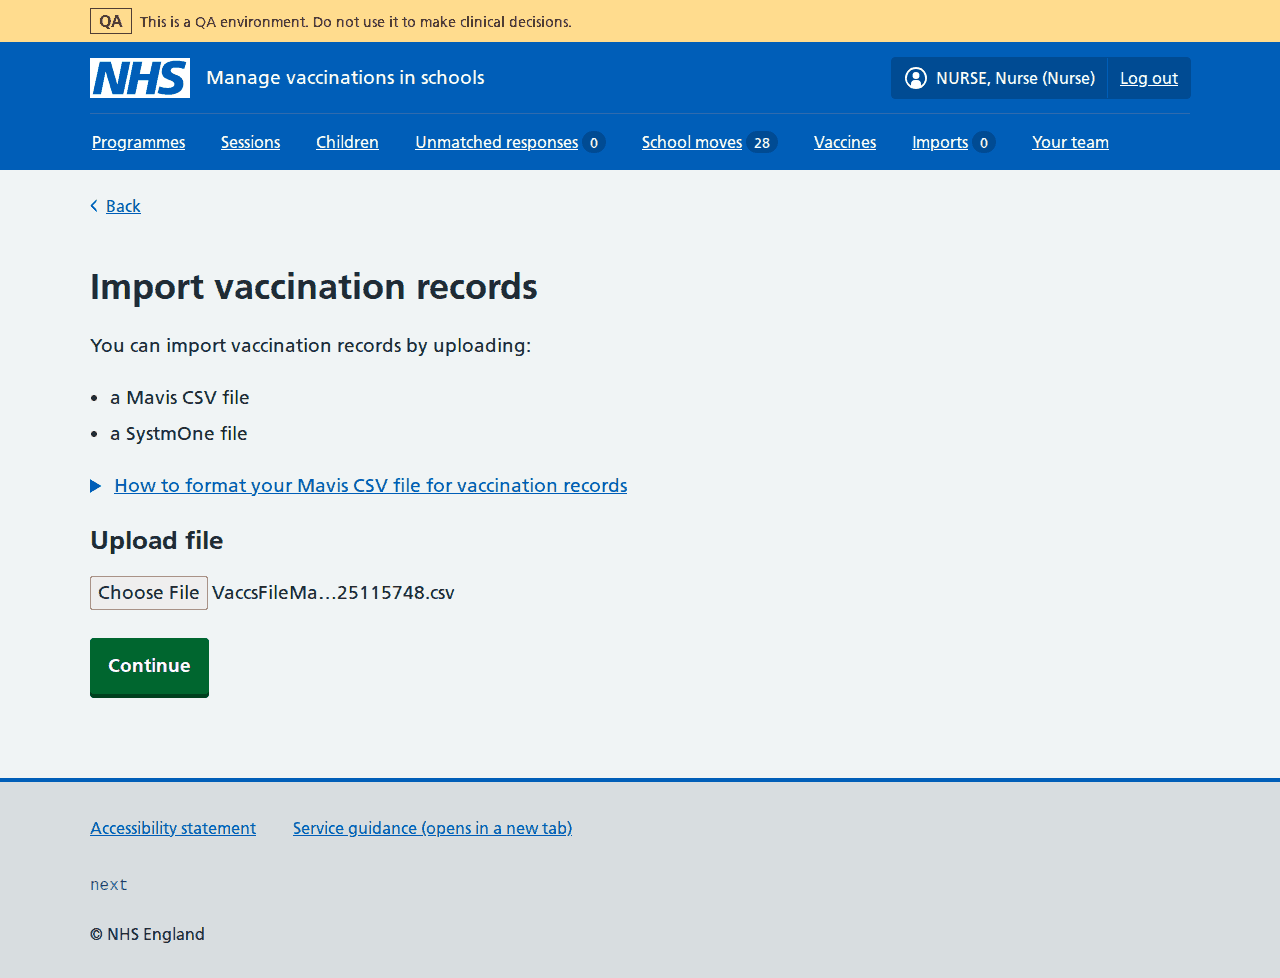 QA This is a QA environment. Do not use it to make clinical decisions.
NHS Manage vaccinations in schools NURSE, Nurse (Nurse) Log out
Programmes Sessions Children Unmatched responses 0 School moves 28 Vaccines Imports 0 Your team
Back
Import vaccination records
You can import vaccination records by uploading:
a Mavis CSV file
a SystmOne file
How to format your Mavis CSV file for vaccination records
Upload file
Choose File VaccsFileMa…25115748.csv
Continue
Accessibility statement Service guidance (opens in a new tab)
next
© NHS England